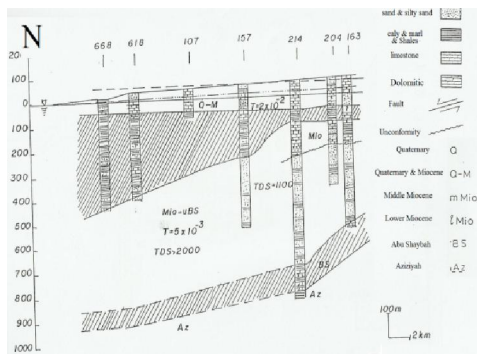 N
668 618 107 157 214 204 163
20.
100
0
100
200
300
400
500
600
700
800
900
1000
Q-M
T=2x10⁻²
Mio
TDS=1100
Mio-uBS
T=5x10⁻³
TDS>2000
BS
Az
Az
sand & silty sand
caly & marl
& Shales
limestone
Dolomitic
Fault
Unconformity
Quaternary Q
Quaternary & Miocene Q-M
Middle Miocene m Mio
Lower Miocene ℓ Mio
Abu Shaybah BS
Aziziyah Az
100m
2 km